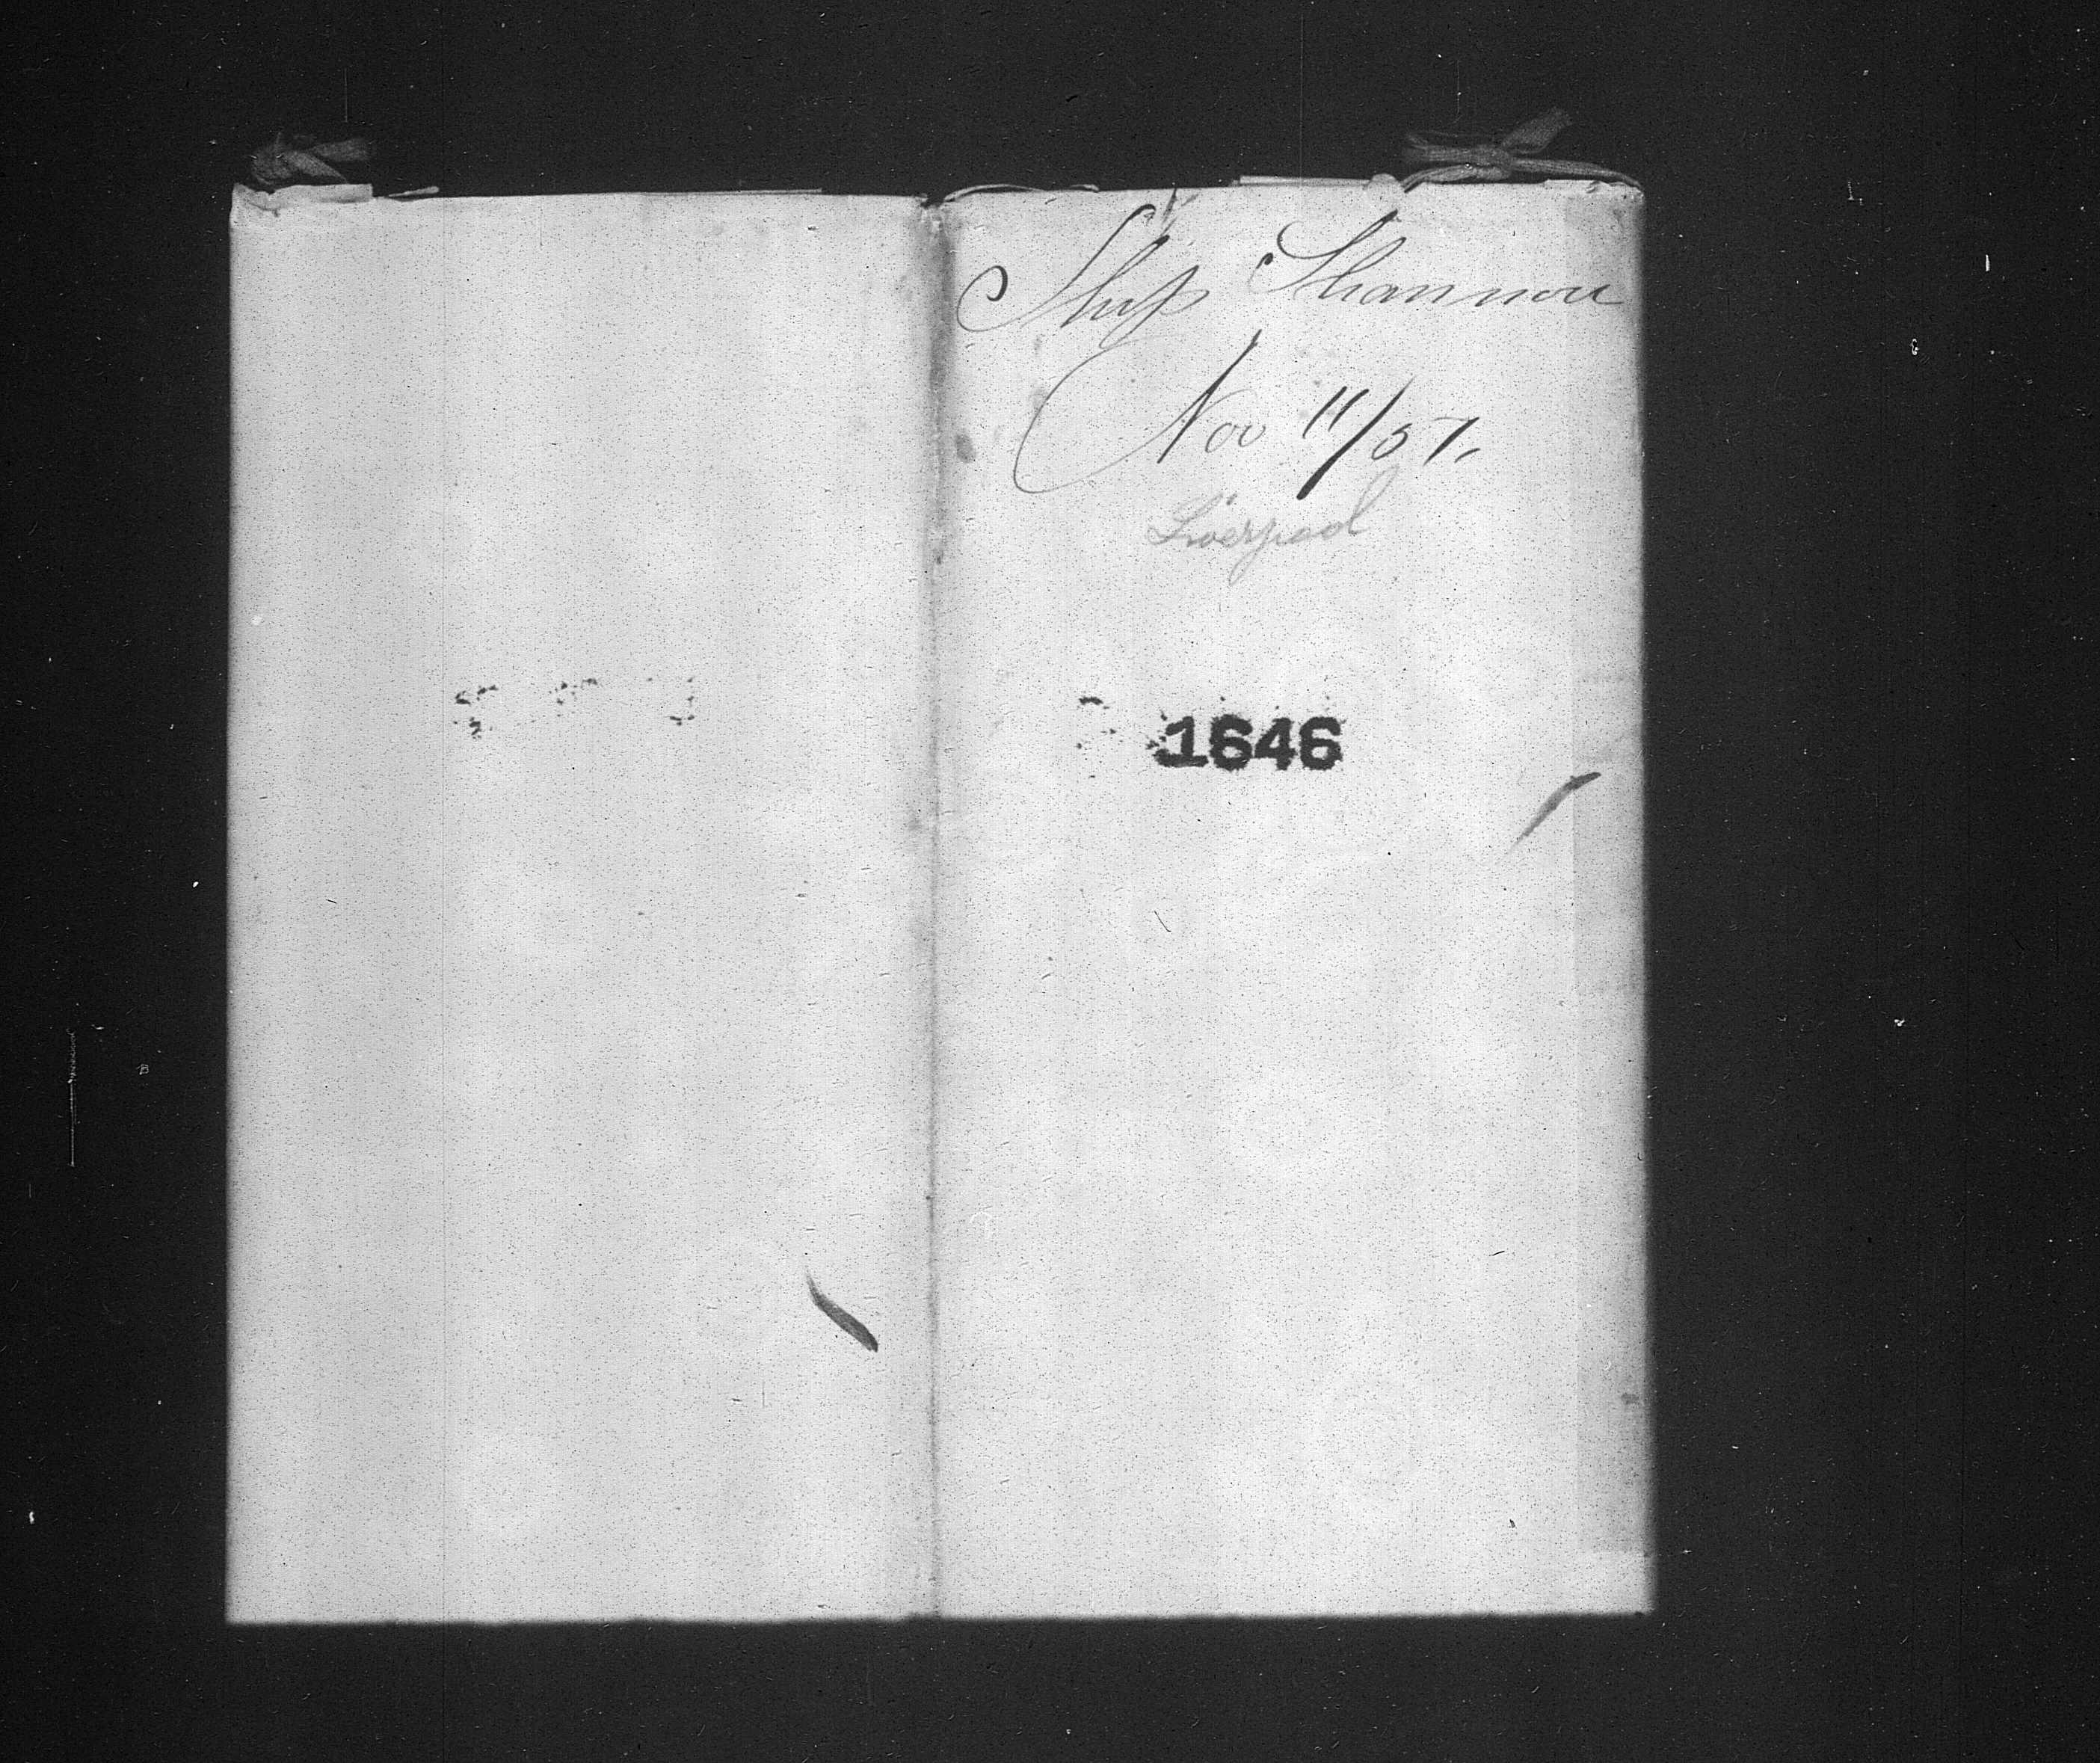 Ship Shannon
Nov 11/57.
Liverpool
1646